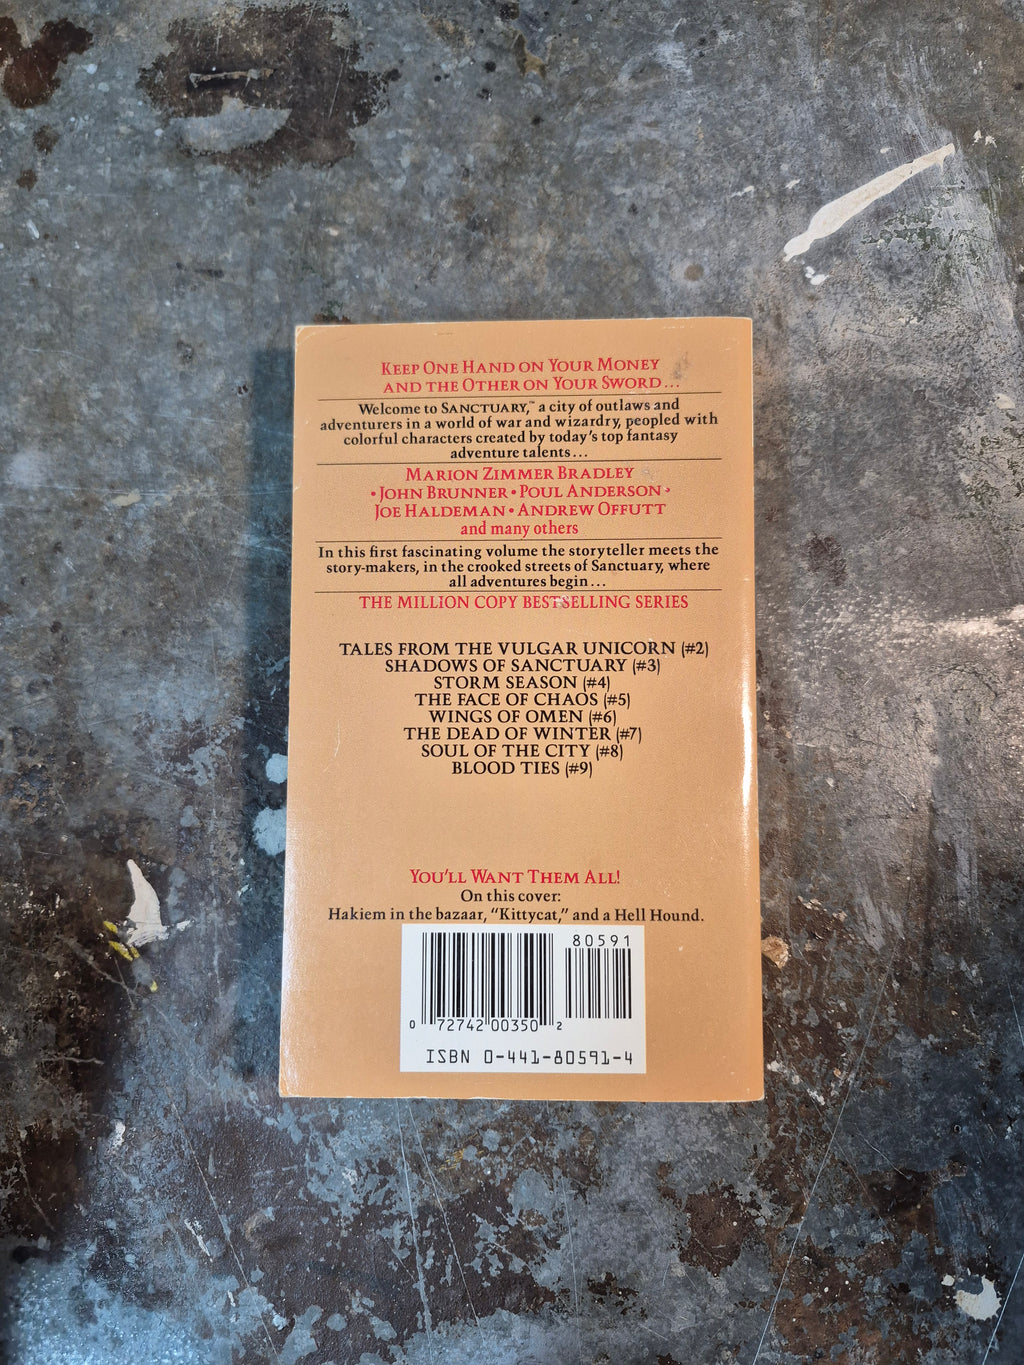 KEEP ONE HAND ON YOUR MONEY
AND THE OTHER ON YOUR SWORD...
Welcome to SANCTUARY,™ a city of outlaws and
adventurers in a world of war and wizardry, peopled with
colorful characters created by today's top fantasy
adventure talents...
MARION ZIMMER BRADLEY
• JOHN BRUNNER • POUL ANDERSON •
JOE HALDEMAN • ANDREW OFFUTT
and many others
In this first fascinating volume the storyteller meets the
story-makers, in the crooked streets of Sanctuary, where
all adventures begin...
THE MILLION COPY BESTSELLING SERIES
TALES FROM THE VULGAR UNICORN (#2)
SHADOWS OF SANCTUARY (#3)
STORM SEASON (#4)
THE FACE OF CHAOS (#5)
WINGS OF OMEN (#6)
THE DEAD OF WINTER (#7)
SOUL OF THE CITY (#8)
BLOOD TIES (#9)
YOU'LL WANT THEM ALL!
On this cover:
Hakiem in the bazaar, "Kittycat," and a Hell Hound.
80591
0 72742 00350 2
ISBN 0-441-80591-4